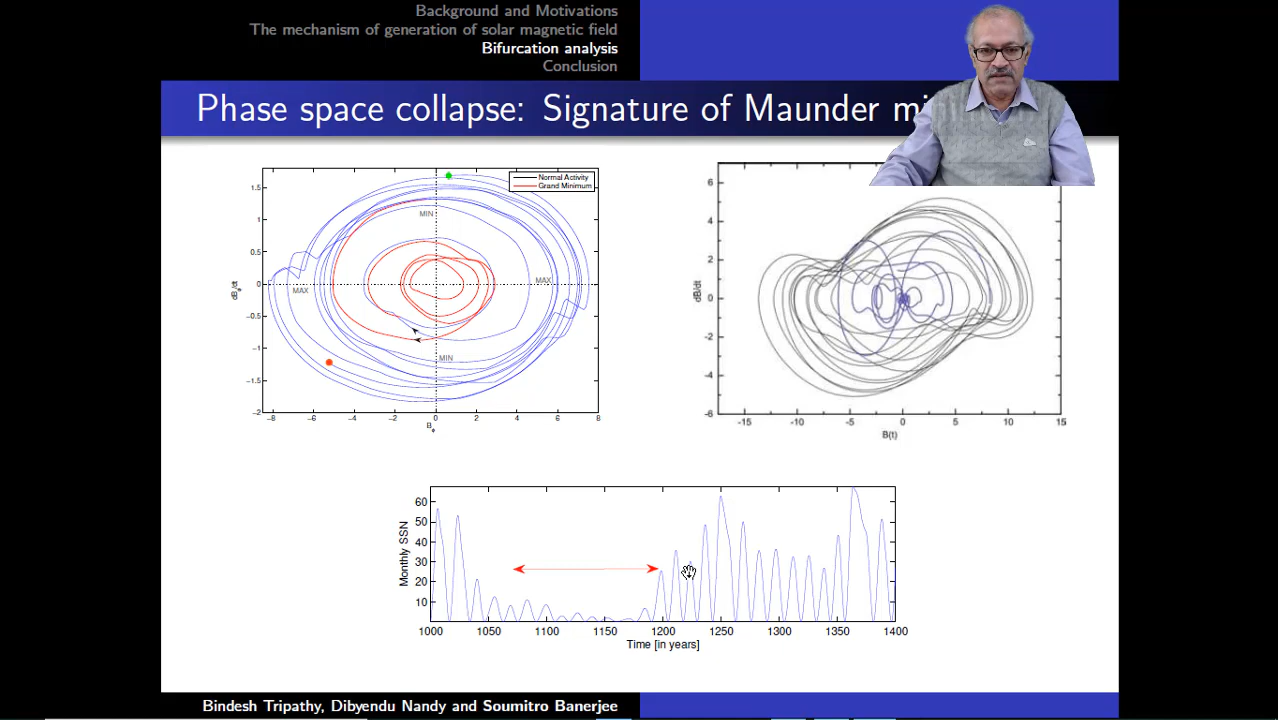 Background and Motivations
The mechanism of generation of solar magnetic field
Bifurcation analysis
Conclusion
Phase space collapse: Signature of Maunder
Normal Activity
Grand Minimum
MIN
MAX
MAX
MIN
1.5
1
0.5
0
−0.5
−1
−1.5
−2
−8 −6 −4 −2 0 2 4 6 8
dBϕ/dt
Bϕ
6
4
2
0
-2
-4
-6
-15 -10 -5 0 5 10 15
dB/dt
B(t)
60
50
40
30
20
10
Monthly SSN
1000 1050 1100 1150 1200 1250 1300 1350 1400
Time [in years]
Bindesh Tripathy, Dibyendu Nandy and Soumitro Banerjee